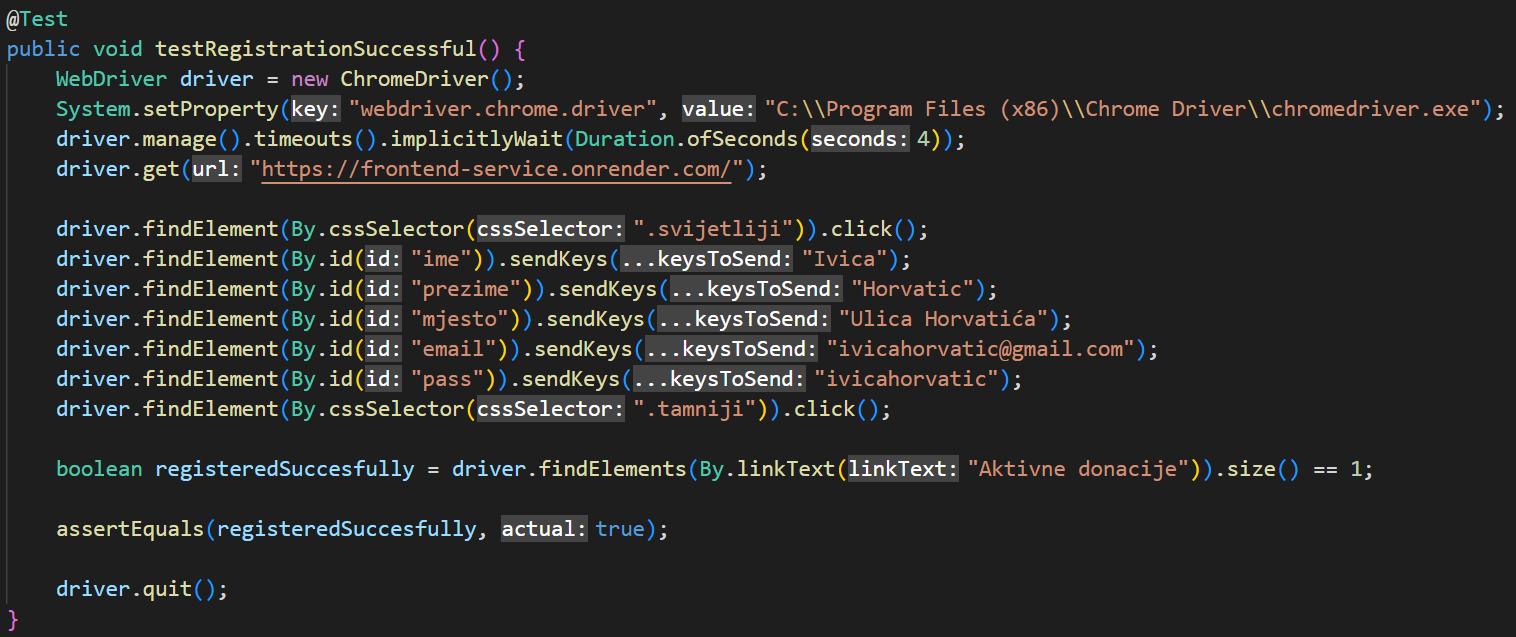 @Test
public void testRegistrationSuccessful() {
    WebDriver driver = new ChromeDriver();
    System.setProperty(key: "webdriver.chrome.driver", value: "C:\\Program Files (x86)\\Chrome Driver\\chromedriver.exe");
    driver.manage().timeouts().implicitlyWait(Duration.ofSeconds(seconds: 4));
    driver.get(url: "https://frontend-service.onrender.com/");
    driver.findElement(By.cssSelector(cssSelector: ".svijetliji")).click();
    driver.findElement(By.id(id: "ime")).sendKeys(...keysToSend: "Ivica");
    driver.findElement(By.id(id: "prezime")).sendKeys(...keysToSend: "Horvatic");
    driver.findElement(By.id(id: "mjesto")).sendKeys(...keysToSend: "Ulica Horvatića");
    driver.findElement(By.id(id: "email")).sendKeys(...keysToSend: "ivicahorvatic@gmail.com");
    driver.findElement(By.id(id: "pass")).sendKeys(...keysToSend: "ivicahorvatic");
    driver.findElement(By.cssSelector(cssSelector: ".tamniji")).click();
    boolean registeredSuccesfully = driver.findElements(By.linkText(linkText: "Aktivne donacije")).size() == 1;
    assertEquals(registeredSuccesfully, actual: true);
    driver.quit();
}